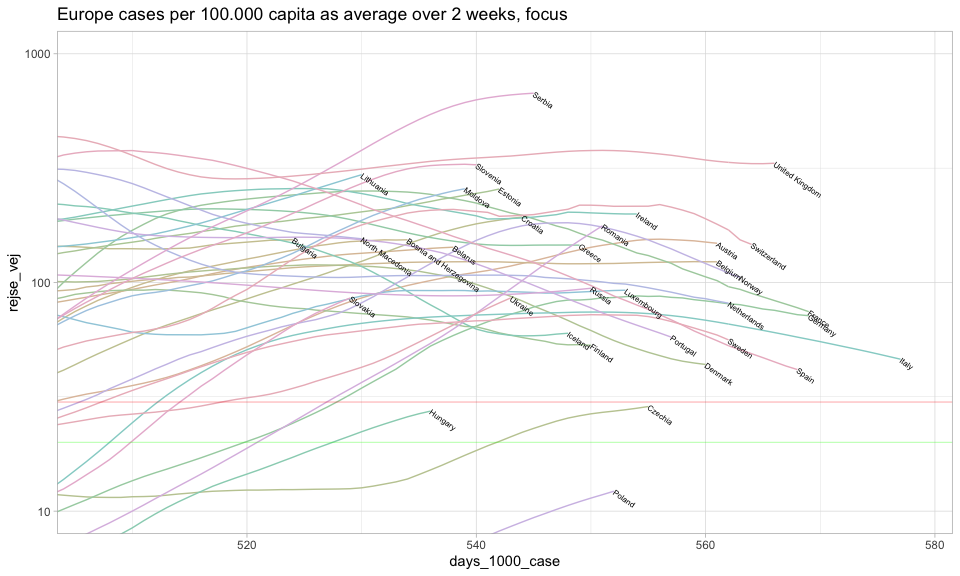 Europe cases per 100.000 capita as average over 2 weeks, focus
1000
Serbia
United Kingdom
Slovenia
Lithuania
Moldova
Estonia
Ireland
Croatia
Romania
Bulgaria
North Macedonia
Bosnia and Herzegovina
Belarus
Greece
Austria
Switzerland
Belgium
Norway
100
rejse_vej
Slovakia
Ukraina
Russia
Luxembourg
Netherlands
France
Germany
Iceland
Finland
Portugal
Sweden
Denmark
Spain
Italy
Hungary
Czechia
Poland
10
520
540
560
580
days_1000_case